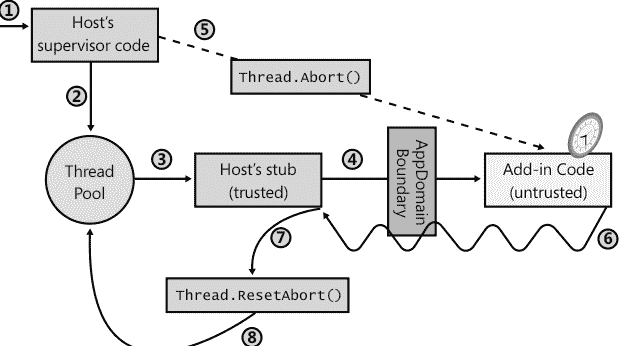 1
Host's
supervisor code
5
Thread.Abort()
2
Thread
Pool
3
Host's stub
(trusted)
4
AppDomain
Boundary
Add-in Code
(untrusted)
6
7
Thread.ResetAbort()
8